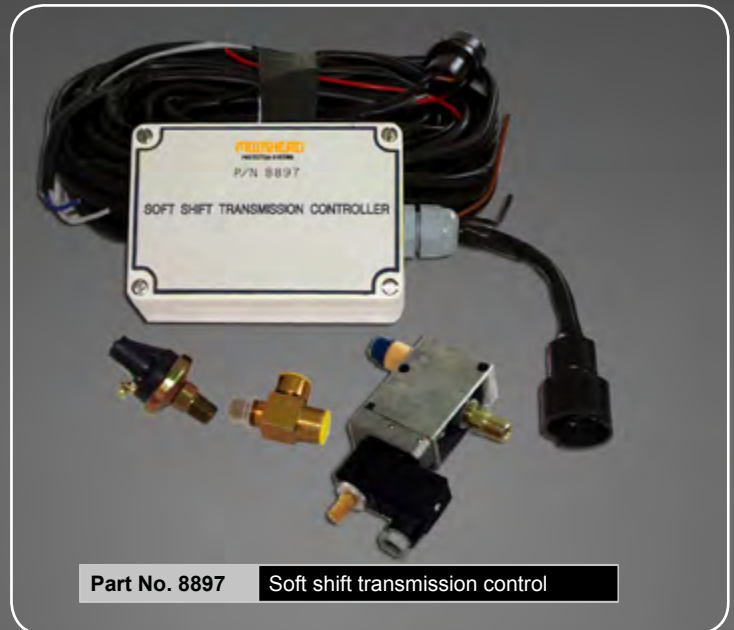 P/N 8897
SOFT SHIFT TRANSMISSION CONTROLLER
Part No. 8897 Soft shift transmission control